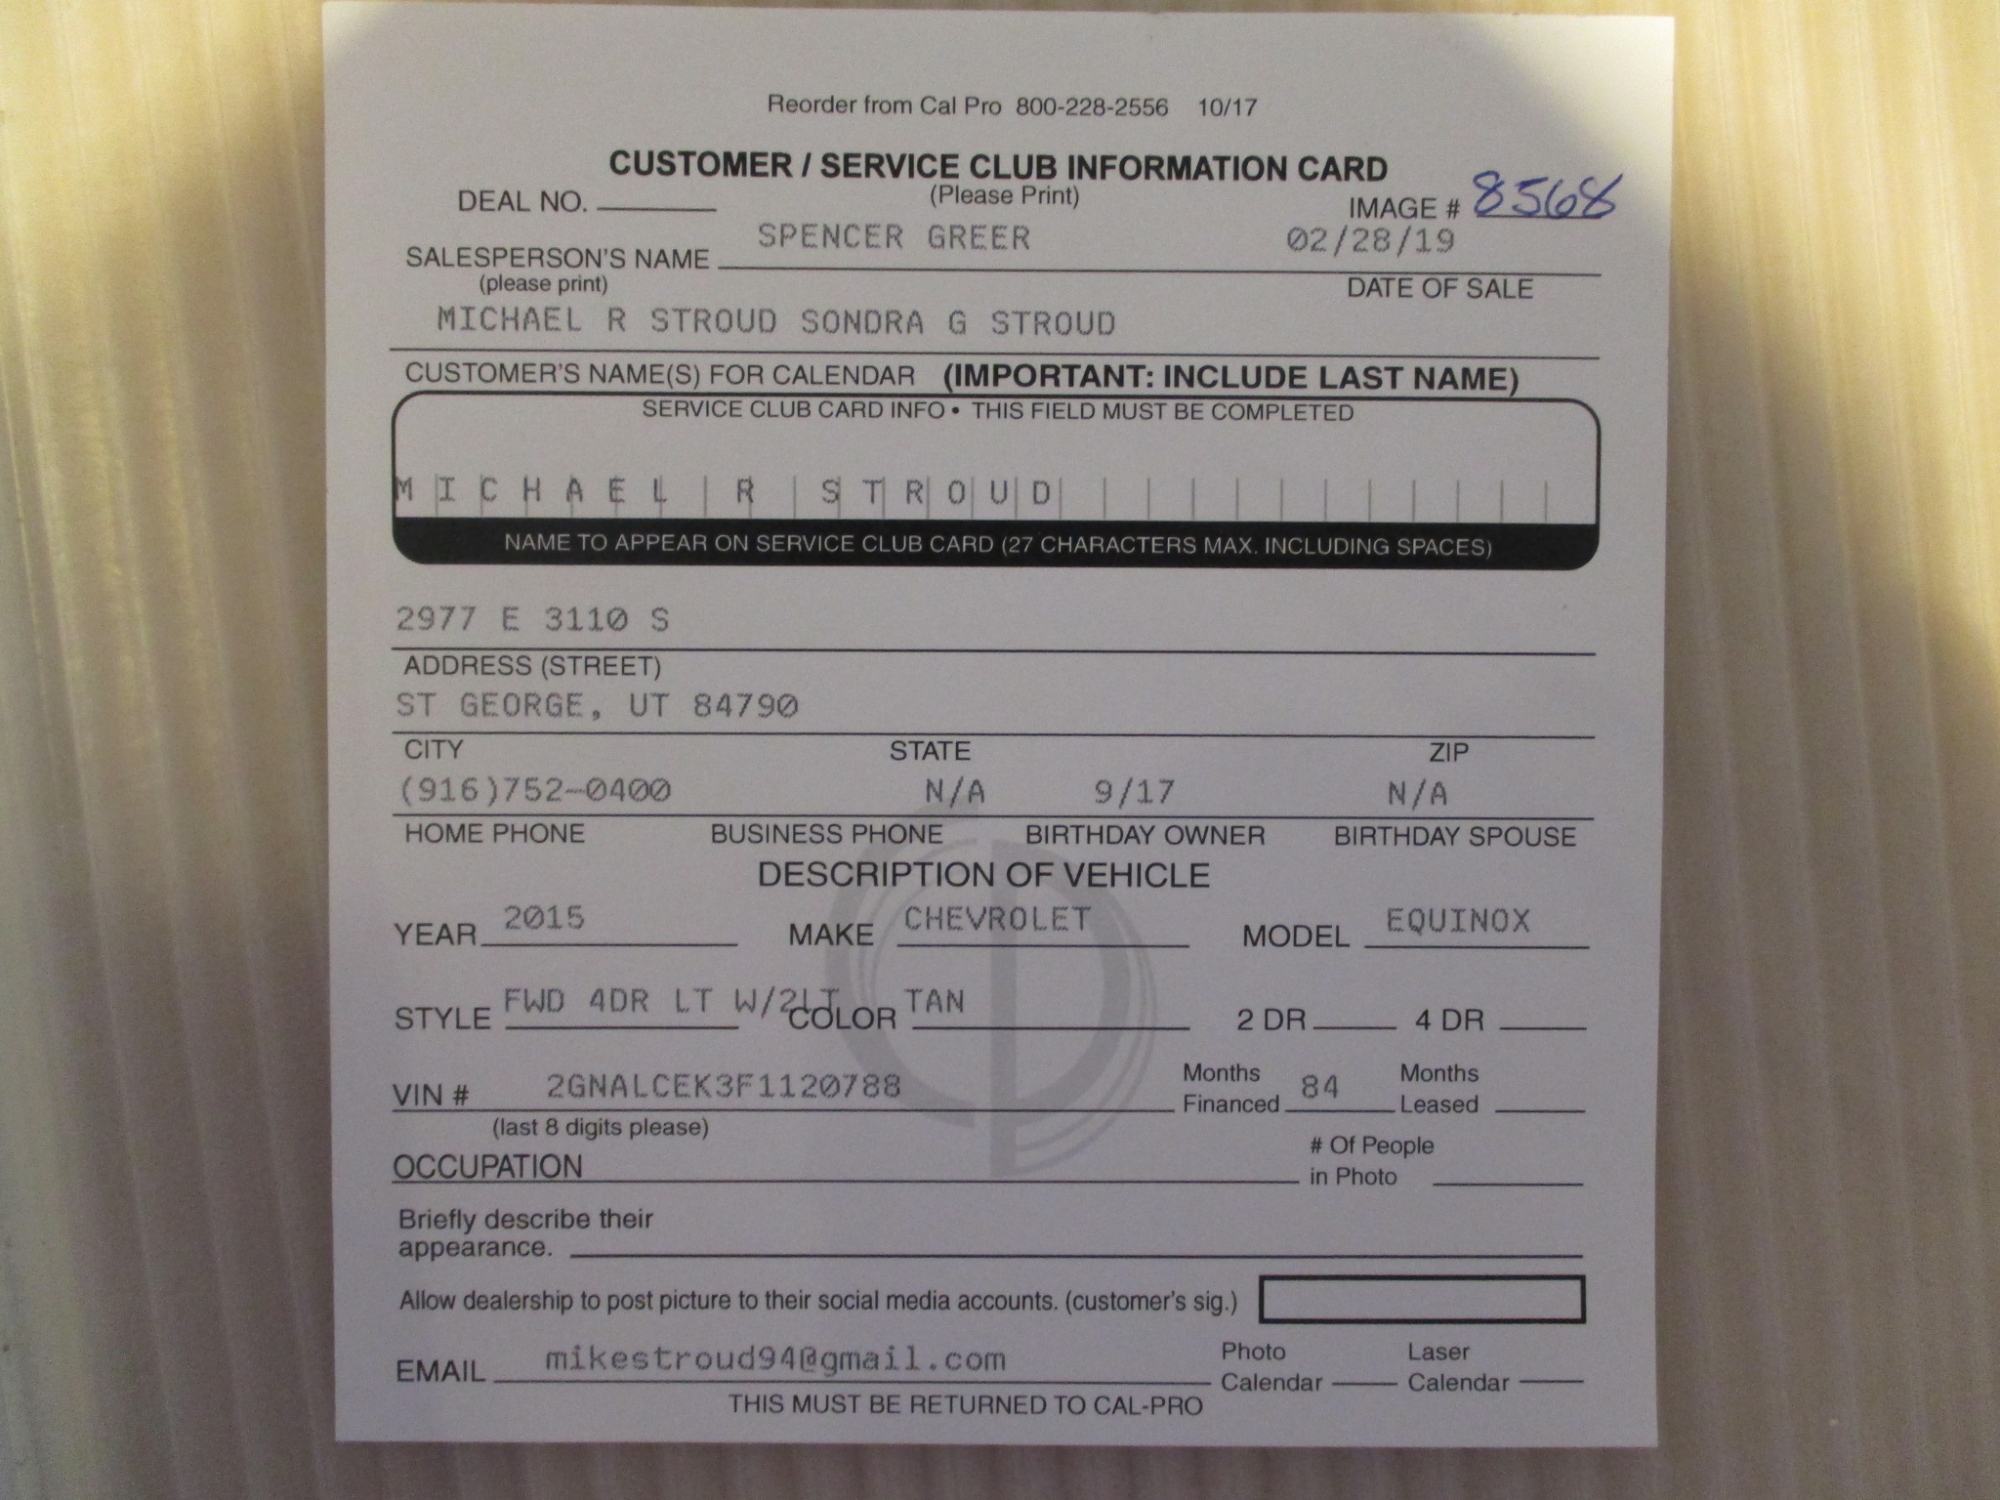 Reorder from Cal Pro 800-228-2556 10/17
CUSTOMER / SERVICE CLUB INFORMATION CARD
(Please Print)
DEAL NO. IMAGE # 8568
SPENCER GREER 02/28/19
SALESPERSON'S NAME
(please print) DATE OF SALE
MICHAEL R STROUD SONDRA G STROUD
CUSTOMER'S NAME(S) FOR CALENDAR (IMPORTANT: INCLUDE LAST NAME)
SERVICE CLUB CARD INFO • THIS FIELD MUST BE COMPLETED
MICHAEL R STROUD
NAME TO APPEAR ON SERVICE CLUB CARD (27 CHARACTERS MAX. INCLUDING SPACES)
2977 E 3110 S
ADDRESS (STREET)
ST GEORGE, UT 84790
CITY STATE ZIP
(916)752-0400 N/A 9/17 N/A
HOME PHONE BUSINESS PHONE BIRTHDAY OWNER BIRTHDAY SPOUSE
DESCRIPTION OF VEHICLE
YEAR 2015 MAKE CHEVROLET MODEL EQUINOX
STYLE FWD 4DR LT W/2LT COLOR TAN 2 DR 4 DR
VIN # 2GNALCEK3F1120788 Months Financed 84 Months Leased
(last 8 digits please)
OCCUPATION # Of People in Photo
Briefly describe their
appearance.
Allow dealership to post picture to their social media accounts. (customer's sig.)
EMAIL mikestroud94@gmail.com Photo Calendar Laser Calendar
THIS MUST BE RETURNED TO CAL-PRO